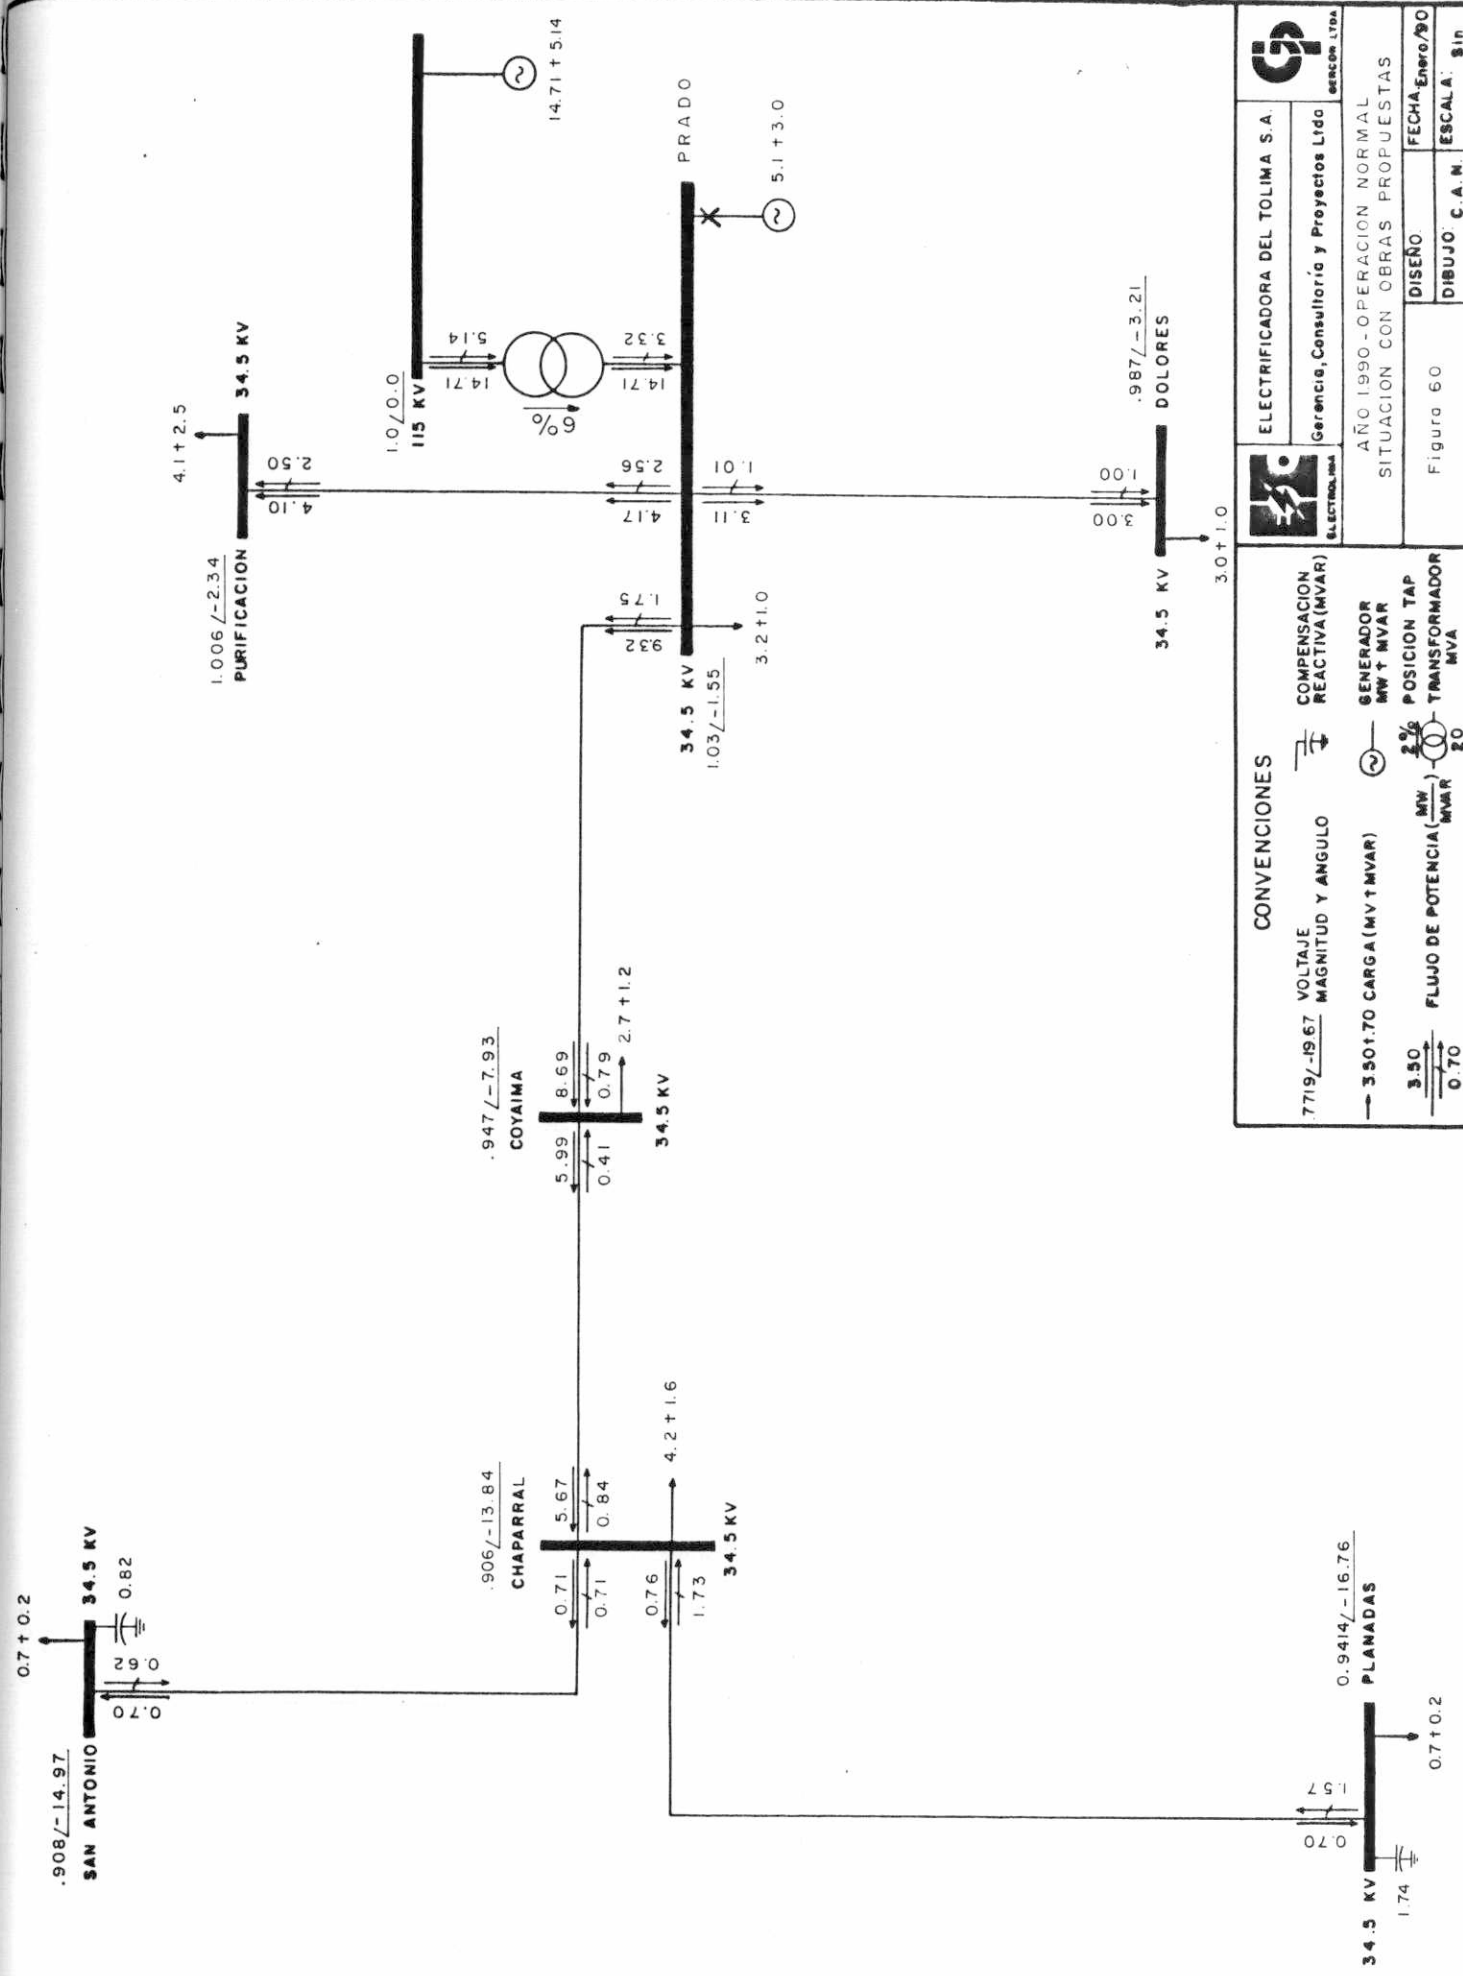 0.7 + 0.2
.908/-14.97
SAN ANTONIO
34.5 KV
0.82
0.70
0.62
.906/-13.84
CHAPARRAL
34.5 KV
0.71
0.71
0.76
1.73
5.67
0.84
4.2 + 1.6
34.5 KV
PLANADAS
0.9414/-16.76
0.70
1.57
1.74
0.7 + 0.2
.947/-7.93
COYAIMA
34.5 KV
5.99
0.41
8.69
0.79
2.7 + 1.2
1.006/-2.34
PURIFICACION
34.5 KV
4.1 + 2.5
4.10
2.50
4.17
2.56
3.11
1.01
9.32
1.75
34.5 KV
1.03/-1.55
3.2 + 1.0
PRADO
5.1 + 3.0
1.0/0.0
115 KV
14.71 + 5.14
14.71
5.14
6%
14.71
3.32
3.00
1.00
34.5 KV
DOLORES
.987/-3.21
3.0 + 1.0
CONVENCIONES
.7719/-19.67
VOLTAJE
MAGNITUD Y ANGULO
COMPENSACION
REACTIVA(MVAR)
3.50+.70 CARGA(MV+MVAR)
GENERADOR
MW + MVAR
3.50
0.70
FLUJO DE POTENCIA(MW/MVAR)
2%
POSICION TAP
TRANSFORMADOR
MVA
20
ELECTROLIMA
ELECTRIFICADORA DEL TOLIMA S.A.
Gerencia,Consultoría y Proyectos Ltda
GERCON LTDA
AÑO 1.990-OPERACION NORMAL
SITUACION CON OBRAS PROPUESTAS
Figura 60
DISEÑO:
FECHA: Enero/90
DIBUJO: C.A.N.
ESCALA: Sin